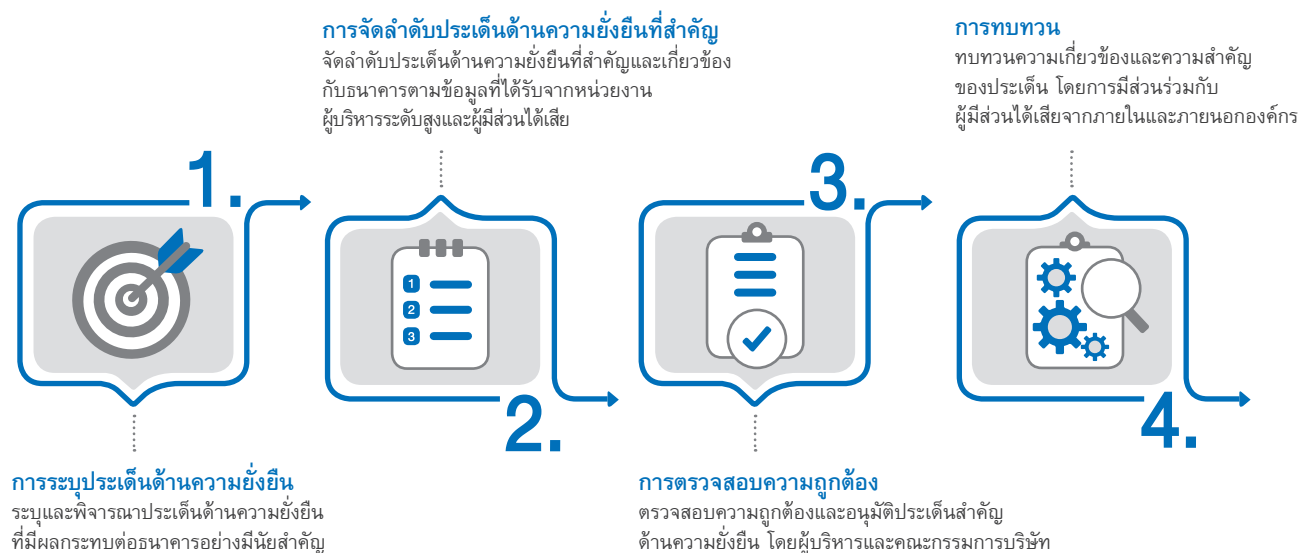 1.
การระบุประเด็นด้านความยั่งยืน
ระบุและพิจารณาประเด็นด้านความยั่งยืน
ที่มีผลกระทบต่อธนาคารอย่างมีนัยสำคัญ
การจัดลำดับประเด็นด้านความยั่งยืนที่สำคัญ
จัดลำดับประเด็นด้านความยั่งยืนที่สำคัญและเกี่ยวข้อง
กับธนาคารตามข้อมูลที่ได้รับจากหน่วยงาน
ผู้บริหารระดับสูงและผู้มีส่วนได้เสีย
1
2
3
2.
3.
การตรวจสอบความถูกต้อง
ตรวจสอบความถูกต้องและอนุมัติประเด็นสำคัญ
ด้านความยั่งยืน โดยผู้บริหารและคณะกรรมการบริษัท
การทบทวน
ทบทวนความเกี่ยวข้องและความสำคัญ
ของประเด็น โดยการมีส่วนร่วมกับ
ผู้มีส่วนได้เสียจากภายในและภายนอกองค์กร
4.